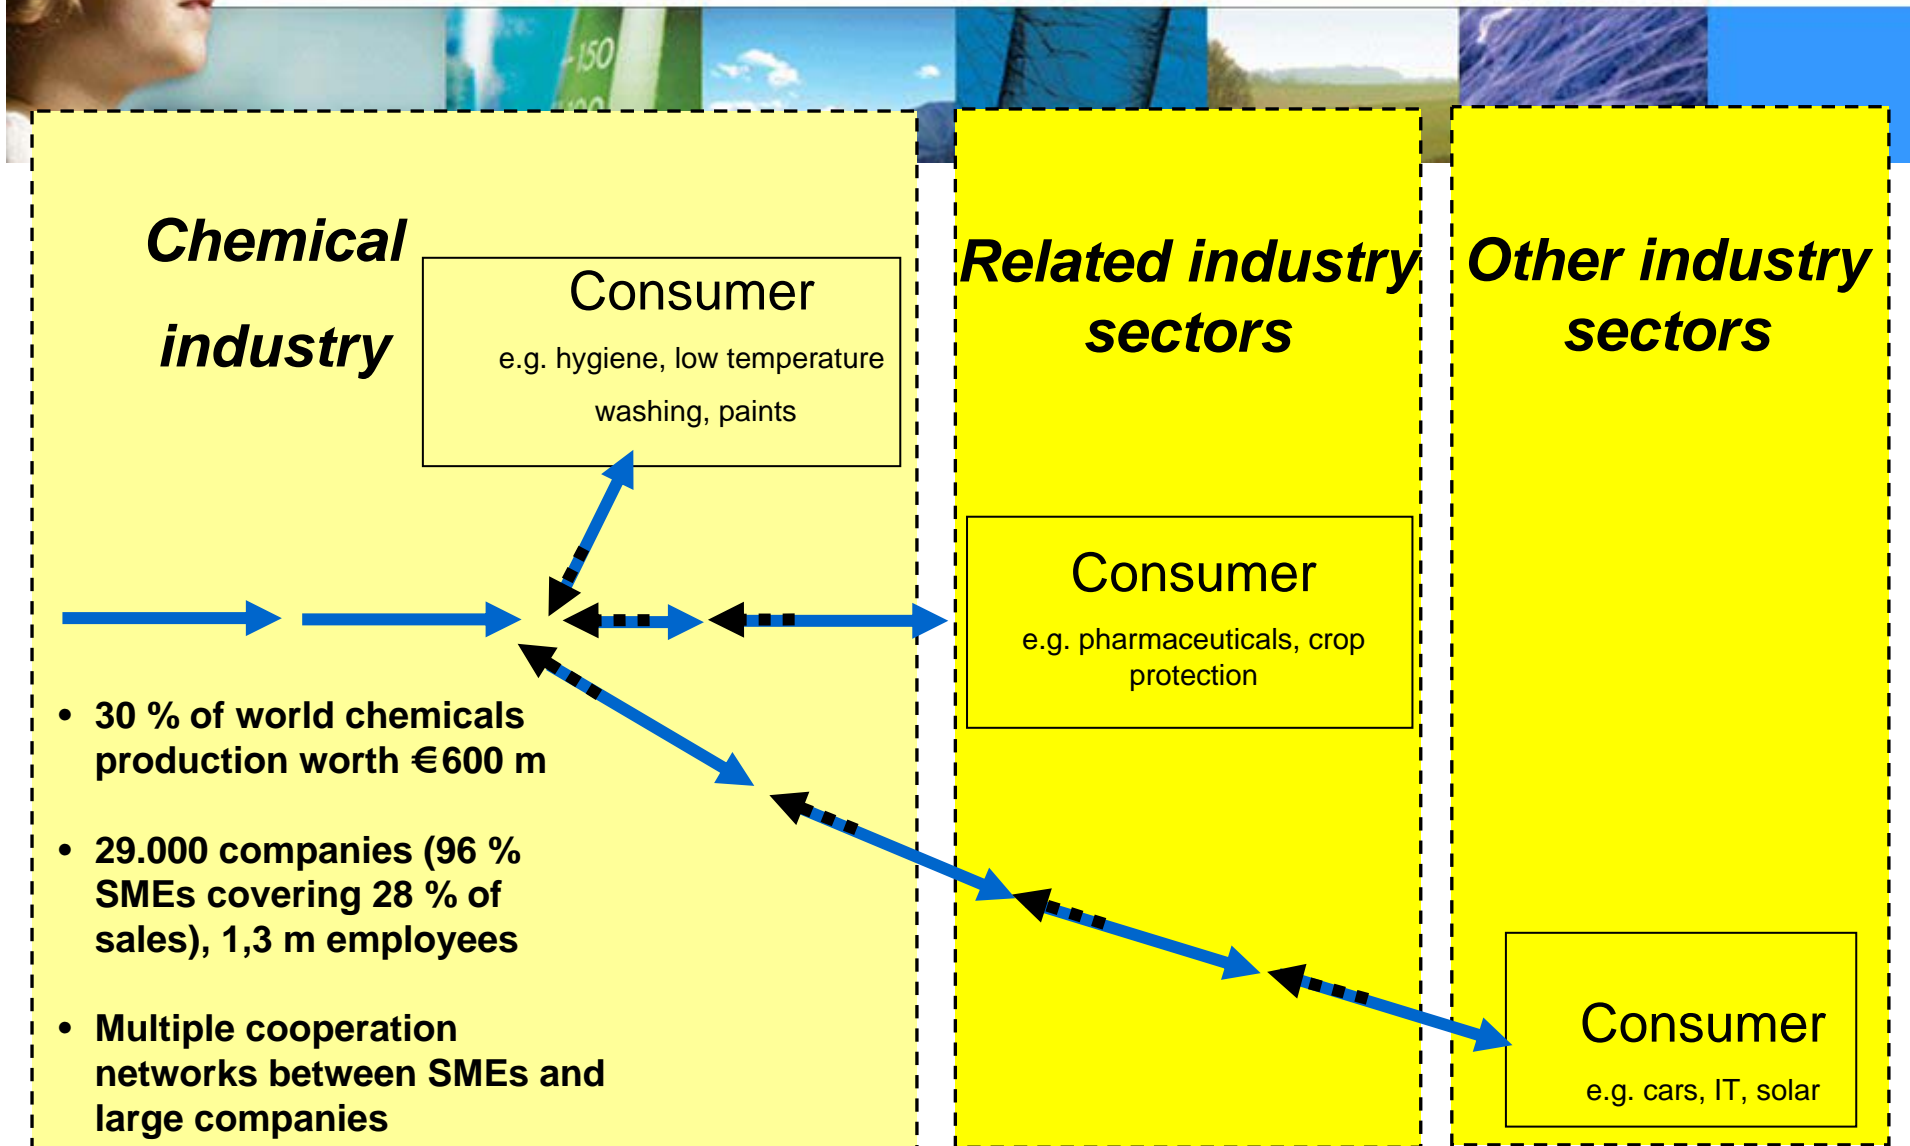 -150
100
Chemical
industry
Consumer
e.g. hygiene, low temperature
washing, paints
• 30 % of world chemicals
production worth €600 m
• 29.000 companies (96 %
SMEs covering 28 % of
sales), 1,3 m employees
• Multiple cooperation
networks between SMEs and
large companies
Related industry
sectors
Consumer
e.g. pharmaceuticals, crop
protection
Other industry
sectors
Consumer
e.g. cars, IT, solar